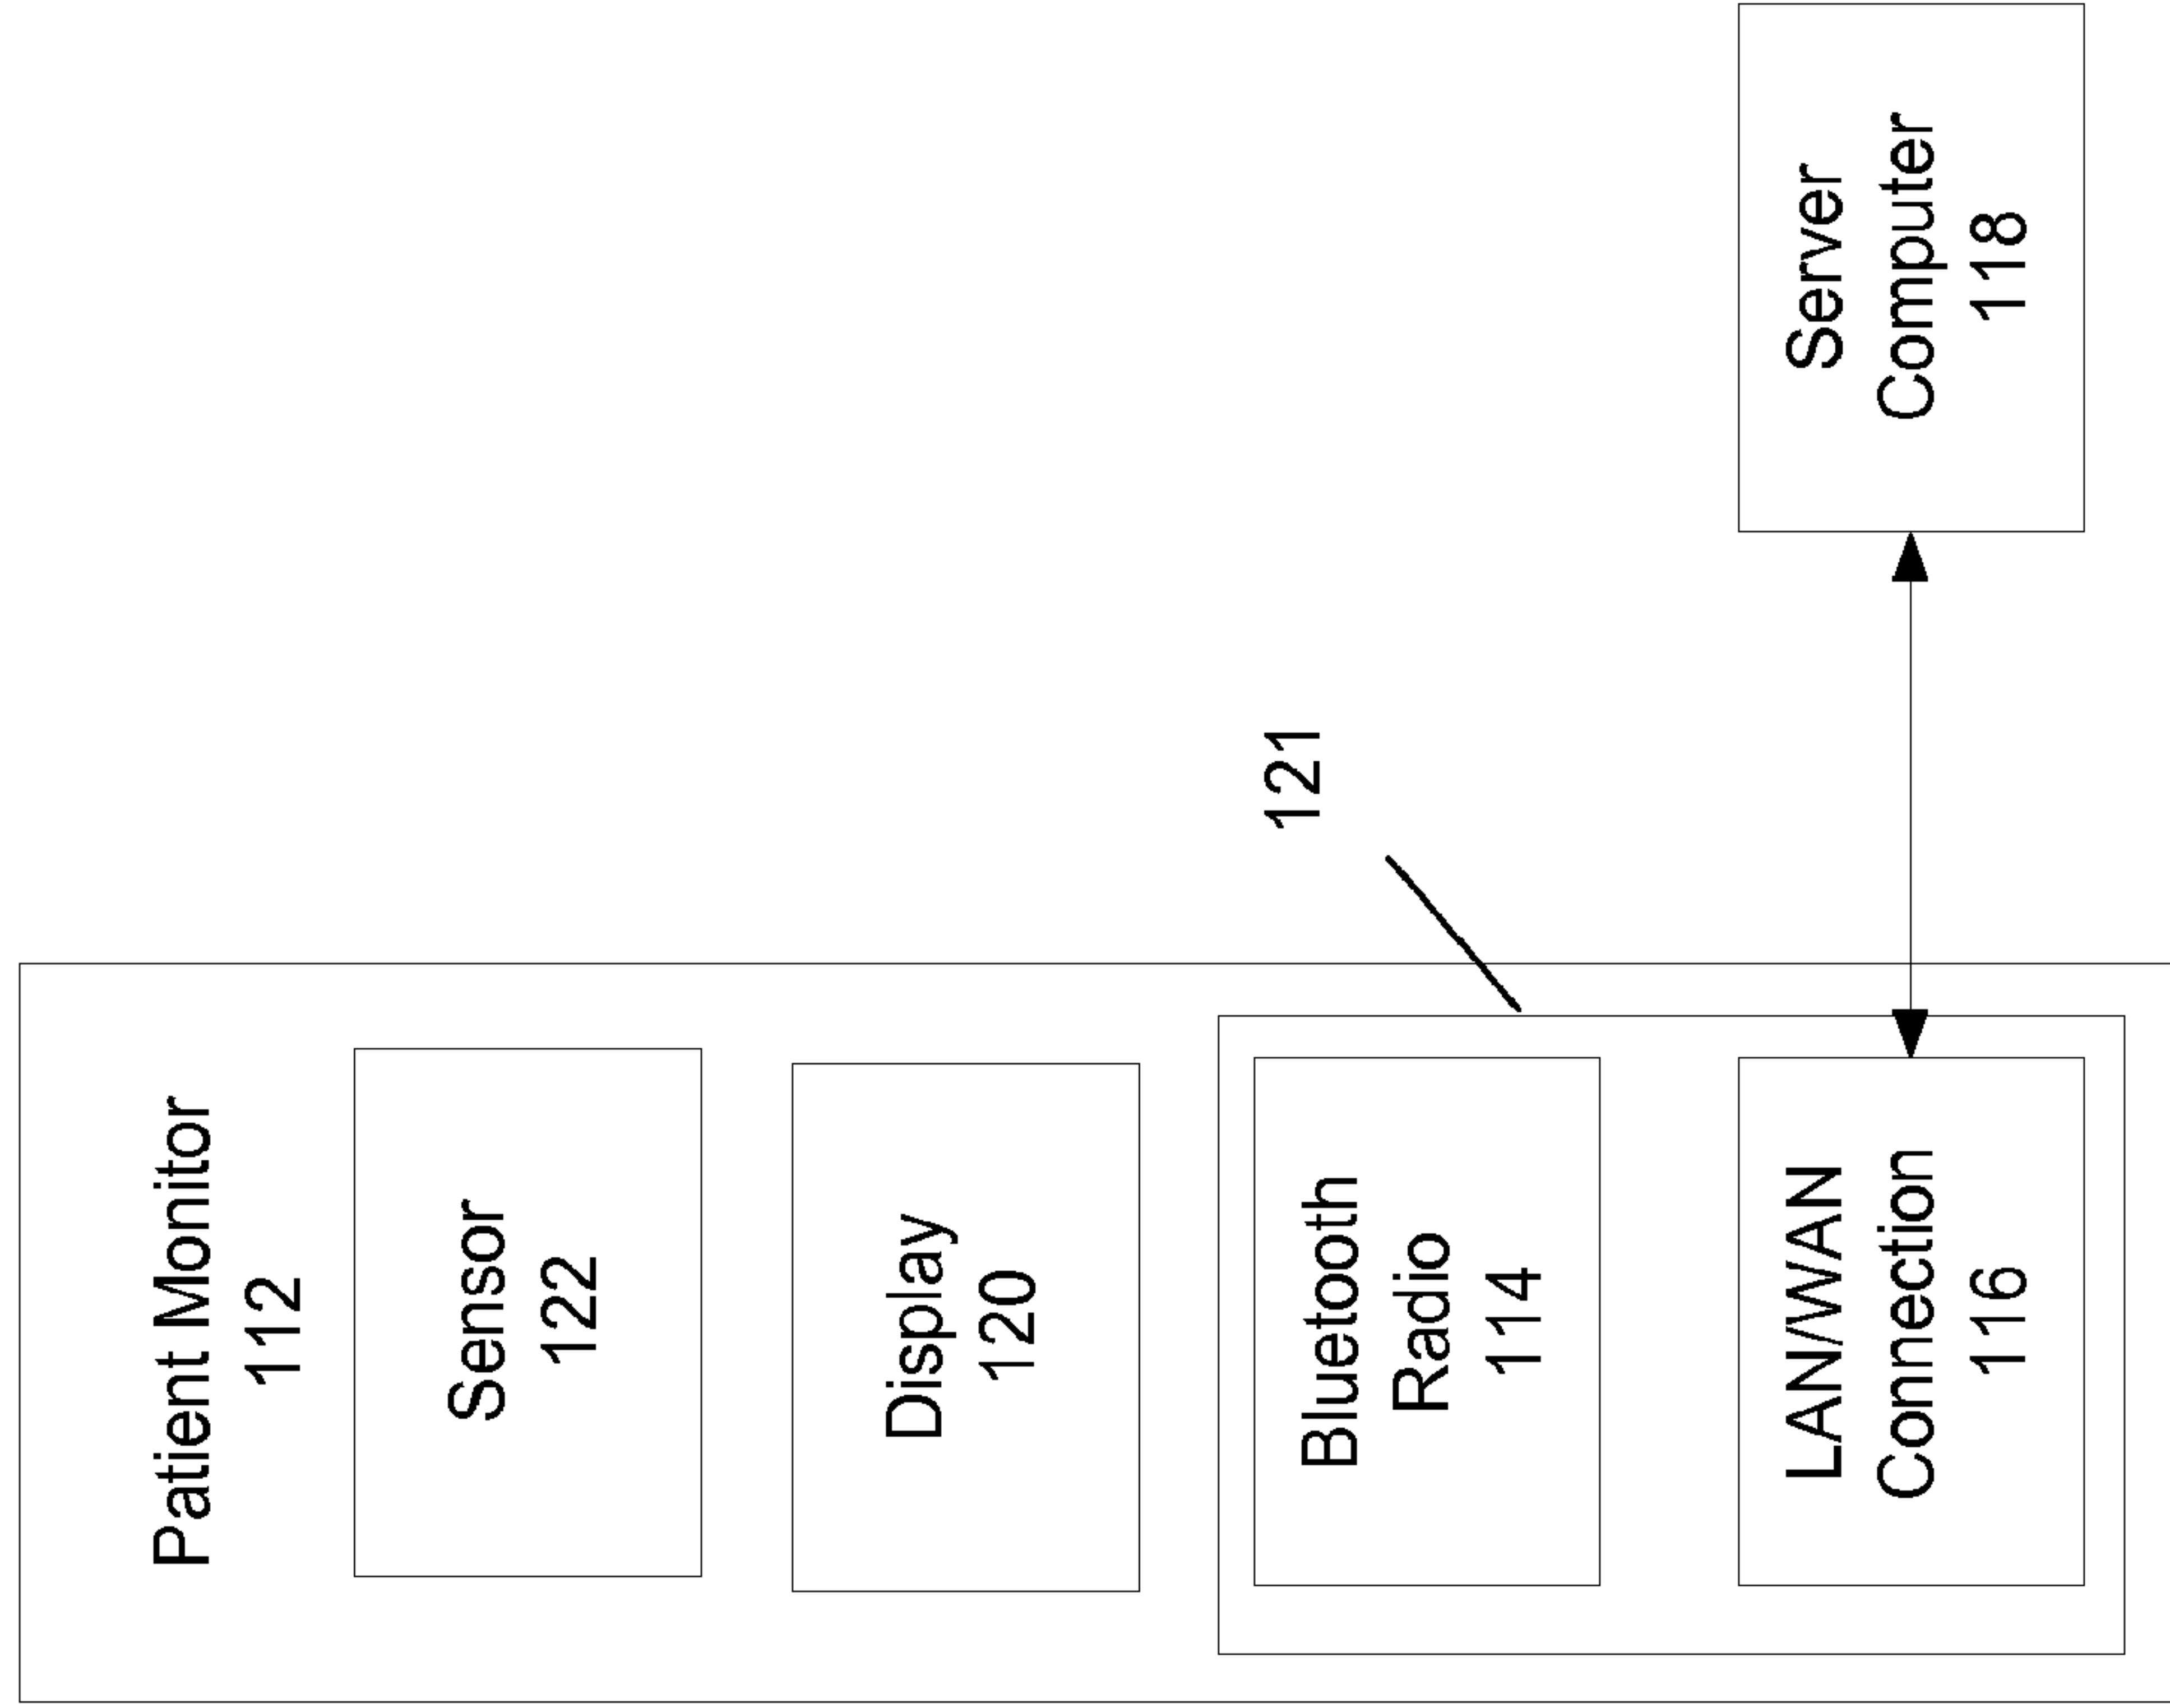 Patient Monitor
112
Sensor
122
Display
120
121
Bluetooth
Radio
114
LAN/WAN
Connection
116
Server
Computer
118